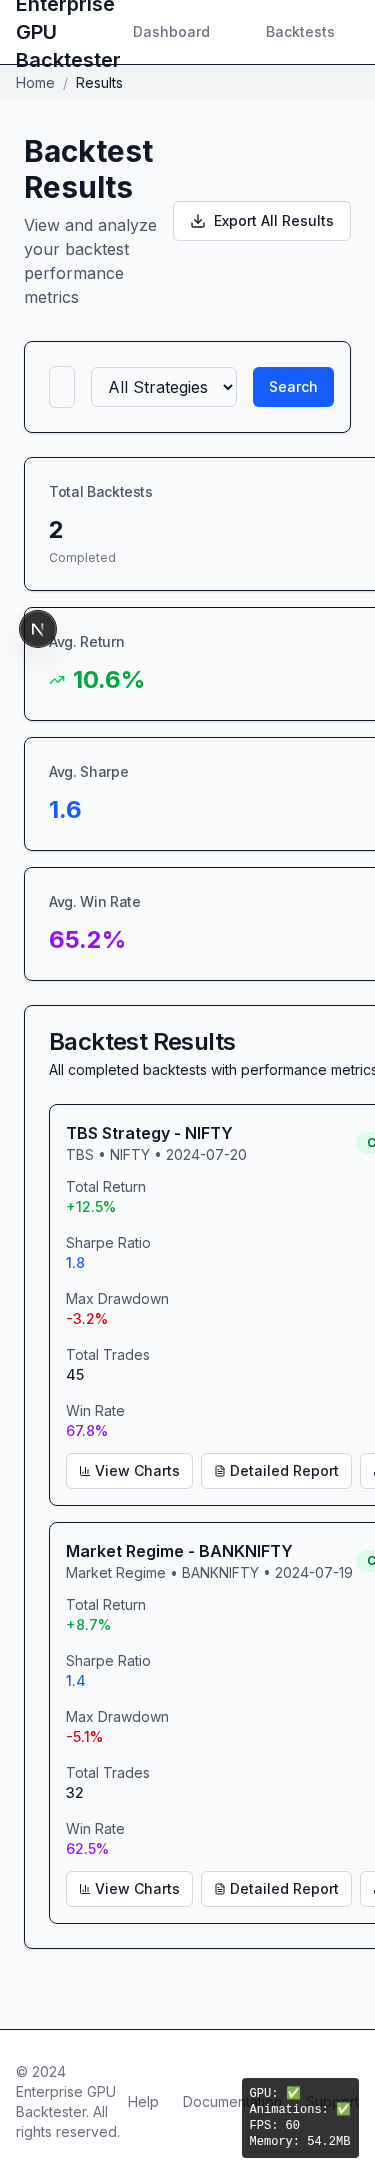 Enterprise
GPU
Backtester
Dashboard
Backtests
Home / Results
Backtest
Results
View and analyze
your backtest
performance
metrics
Export All Results
All Strategies
Search
Total Backtests
2
Completed
N
Avg. Return
10.6%
Avg. Sharpe
1.6
Avg. Win Rate
65.2%
Backtest Results
All completed backtests with performance metrics
TBS Strategy - NIFTY
C
TBS • NIFTY • 2024-07-20
Total Return
+12.5%
Sharpe Ratio
1.8
Max Drawdown
-3.2%
Total Trades
45
Win Rate
67.8%
View Charts
Detailed Report
Market Regime - BANKNIFTY
C
Market Regime • BANKNIFTY • 2024-07-19
Total Return
+8.7%
Sharpe Ratio
1.4
Max Drawdown
-5.1%
Total Trades
32
Win Rate
62.5%
View Charts
Detailed Report
© 2024
Enterprise GPU
Backtester. All
rights reserved.
Help
Documentation
Support
GPU: ✅
Animations: ✅
FPS: 60
Memory: 54.2MB